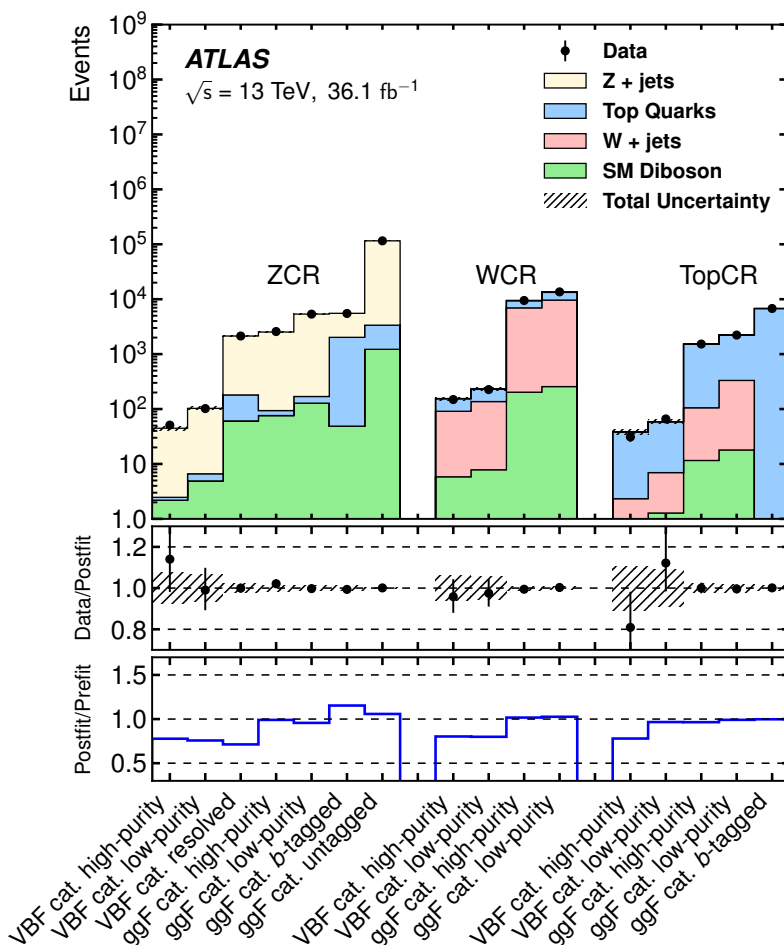 Events
10⁹
10⁸
10⁷
10⁶
10⁵
10⁴
10³
10²
10
1.0
ATLAS
√s = 13 TeV, 36.1 fb⁻¹
Data
Z + jets
Top Quarks
W + jets
SM Diboson
Total Uncertainty
ZCR
WCR
TopCR
Data/Postfit
1.2
1.0
0.8
Postfit/Prefit
1.5
1.0
0.5
VBF cat. high-purity
VBF cat. low-purity
VBF cat. resolved
ggF cat. high-purity
ggF cat. low-purity
ggF cat. b-tagged
ggF cat. untagged
VBF cat. high-purity
VBF cat. low-purity
ggF cat. high-purity
ggF cat. low-purity
VBF cat. high-purity
VBF cat. low-purity
ggF cat. high-purity
ggF cat. low-purity
ggF cat. b-tagged